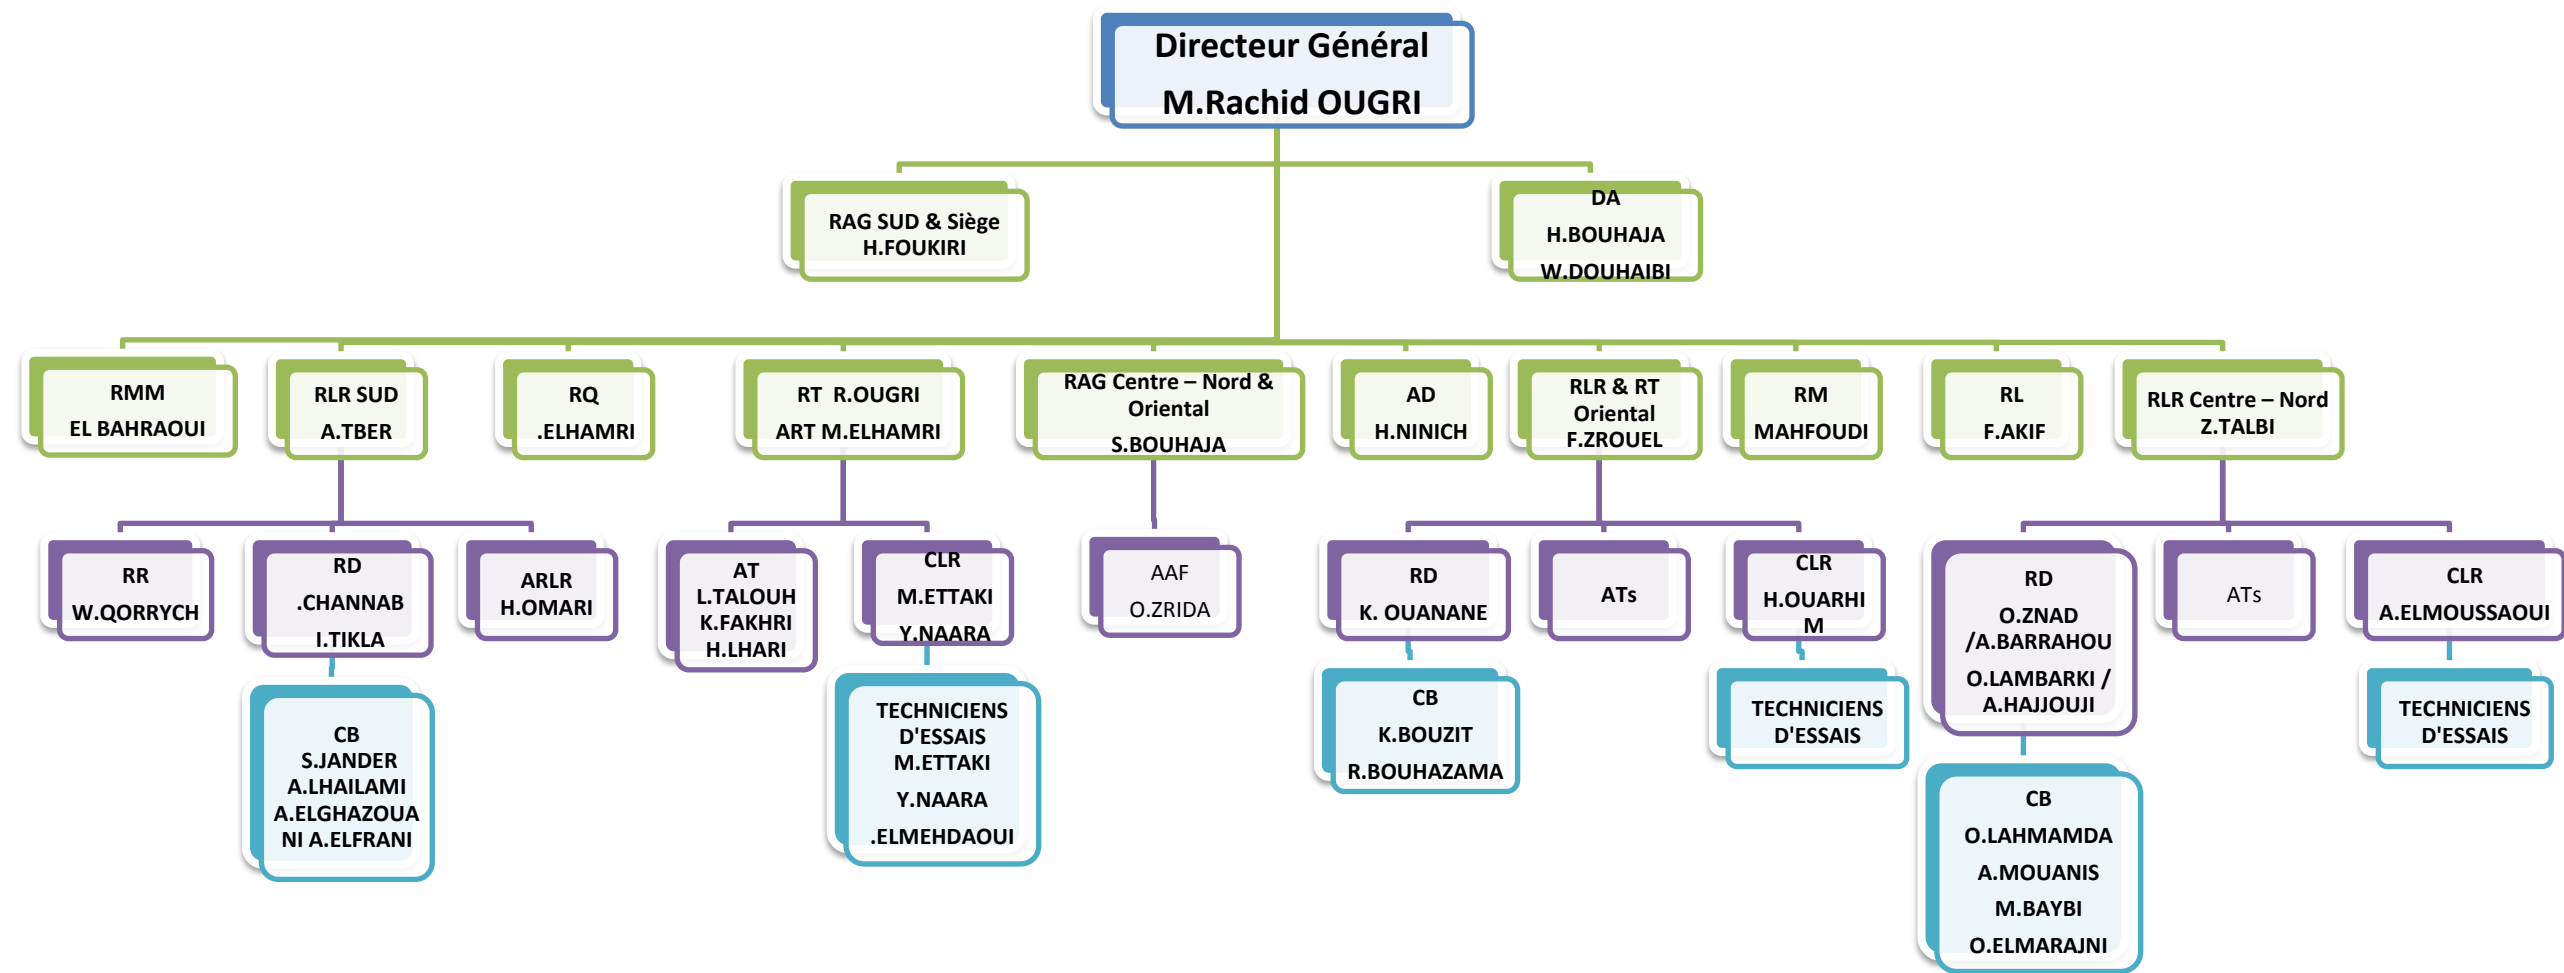 Directeur Général
M.Rachid OUGRI
RAG SUD & Siège
H.FOUKIRI
DA
H.BOUHAJA
W.DOUHAIBI
RMM
EL BAHRAOUI
RLR SUD
A.TBER
RQ
.ELHAMRI
RT R.OUGRI
ART M.ELHAMRI
RAG Centre – Nord &
Oriental
S.BOUHAJA
AD
H.NINICH
RLR & RT
Oriental
F.ZROUEL
RM
MAHFOUDI
RL
F.AKIF
RLR Centre – Nord
Z.TALBI
RR
W.QORRYCH
RD
.CHANNAB
I.TIKLA
ARLR
H.OMARI
AT
L.TALOUH
K.FAKHRI
H.LHARI
CLR
M.ETTAKI
Y.NAARA
AAF
O.ZRIDA
RD
K. OUANANE
ATs
CLR
H.OUARHI
M
RD
O.ZNAD
/A.BARRAHOU
O.LAMBARKI /
A.HAJJOUJI
ATs
CLR
A.ELMOUSSAOUI
CB
S.JANDER
A.LHAILAMI
A.ELGHAZOUA
NI A.ELFRANI
TECHNICIENS
D'ESSAIS
M.ETTAKI
Y.NAARA
.ELMEHDAOUI
CB
K.BOUZIT
R.BOUHAZAMA
TECHNICIENS
D'ESSAIS
CB
O.LAHMAMDA
A.MOUANIS
M.BAYBI
O.ELMARAJNI
TECHNICIENS
D'ESSAIS